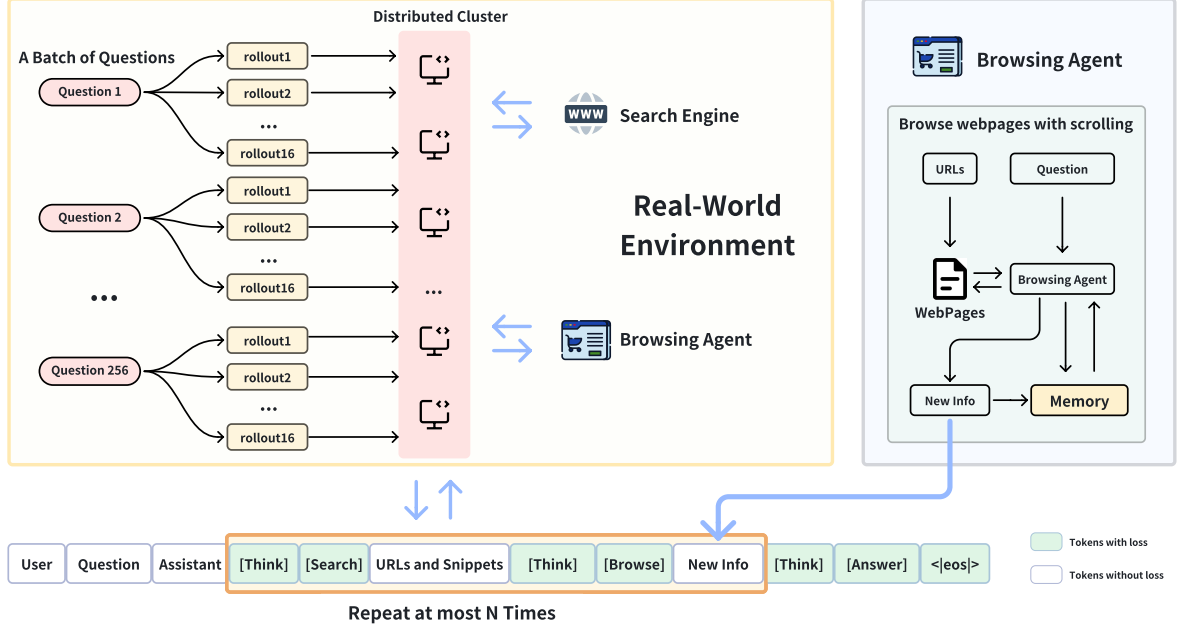 Distributed Cluster
A Batch of Questions
Question 1
rollout1
rollout2
...
rollout16
Question 2
rollout1
rollout2
...
rollout16
...
Question 256
rollout1
rollout2
...
rollout16
...
WWW
Search Engine
Real-World
Environment
Browsing Agent
Browsing Agent
Browse webpages with scrolling
URLs
Question
WebPages
Browsing Agent
New Info
Memory
User
Question
Assistant
[Think]
[Search]
URLs and Snippets
[Think]
[Browse]
New Info
[Think]
[Answer]
<|eos|>
Repeat at most N Times
Tokens with loss
Tokens without loss